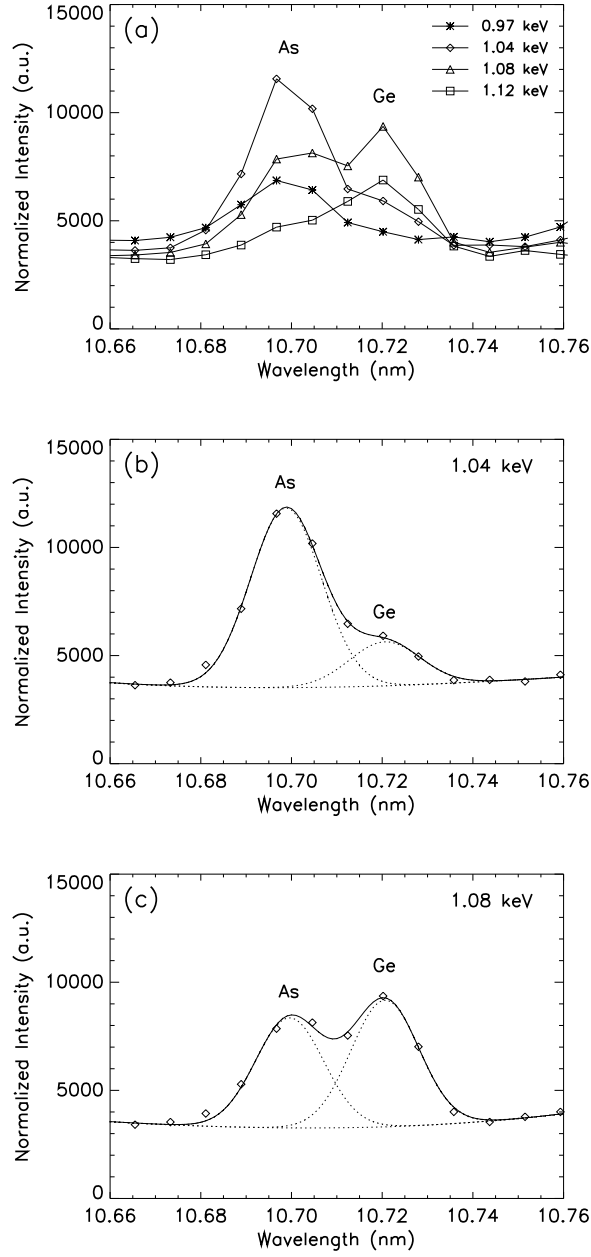 (a)
As
Ge
0.97 keV
1.04 keV
1.08 keV
1.12 keV
Normalized Intensity (a.u.)
15000
10000
5000
0
10.66 10.68 10.70 10.72 10.74 10.76
Wavelength (nm)
(b)
1.04 keV
As
Ge
Normalized Intensity (a.u.)
15000
10000
5000
0
10.66 10.68 10.70 10.72 10.74 10.76
Wavelength (nm)
(c)
1.08 keV
As
Ge
Normalized Intensity (a.u.)
15000
10000
5000
0
10.66 10.68 10.70 10.72 10.74 10.76
Wavelength (nm)